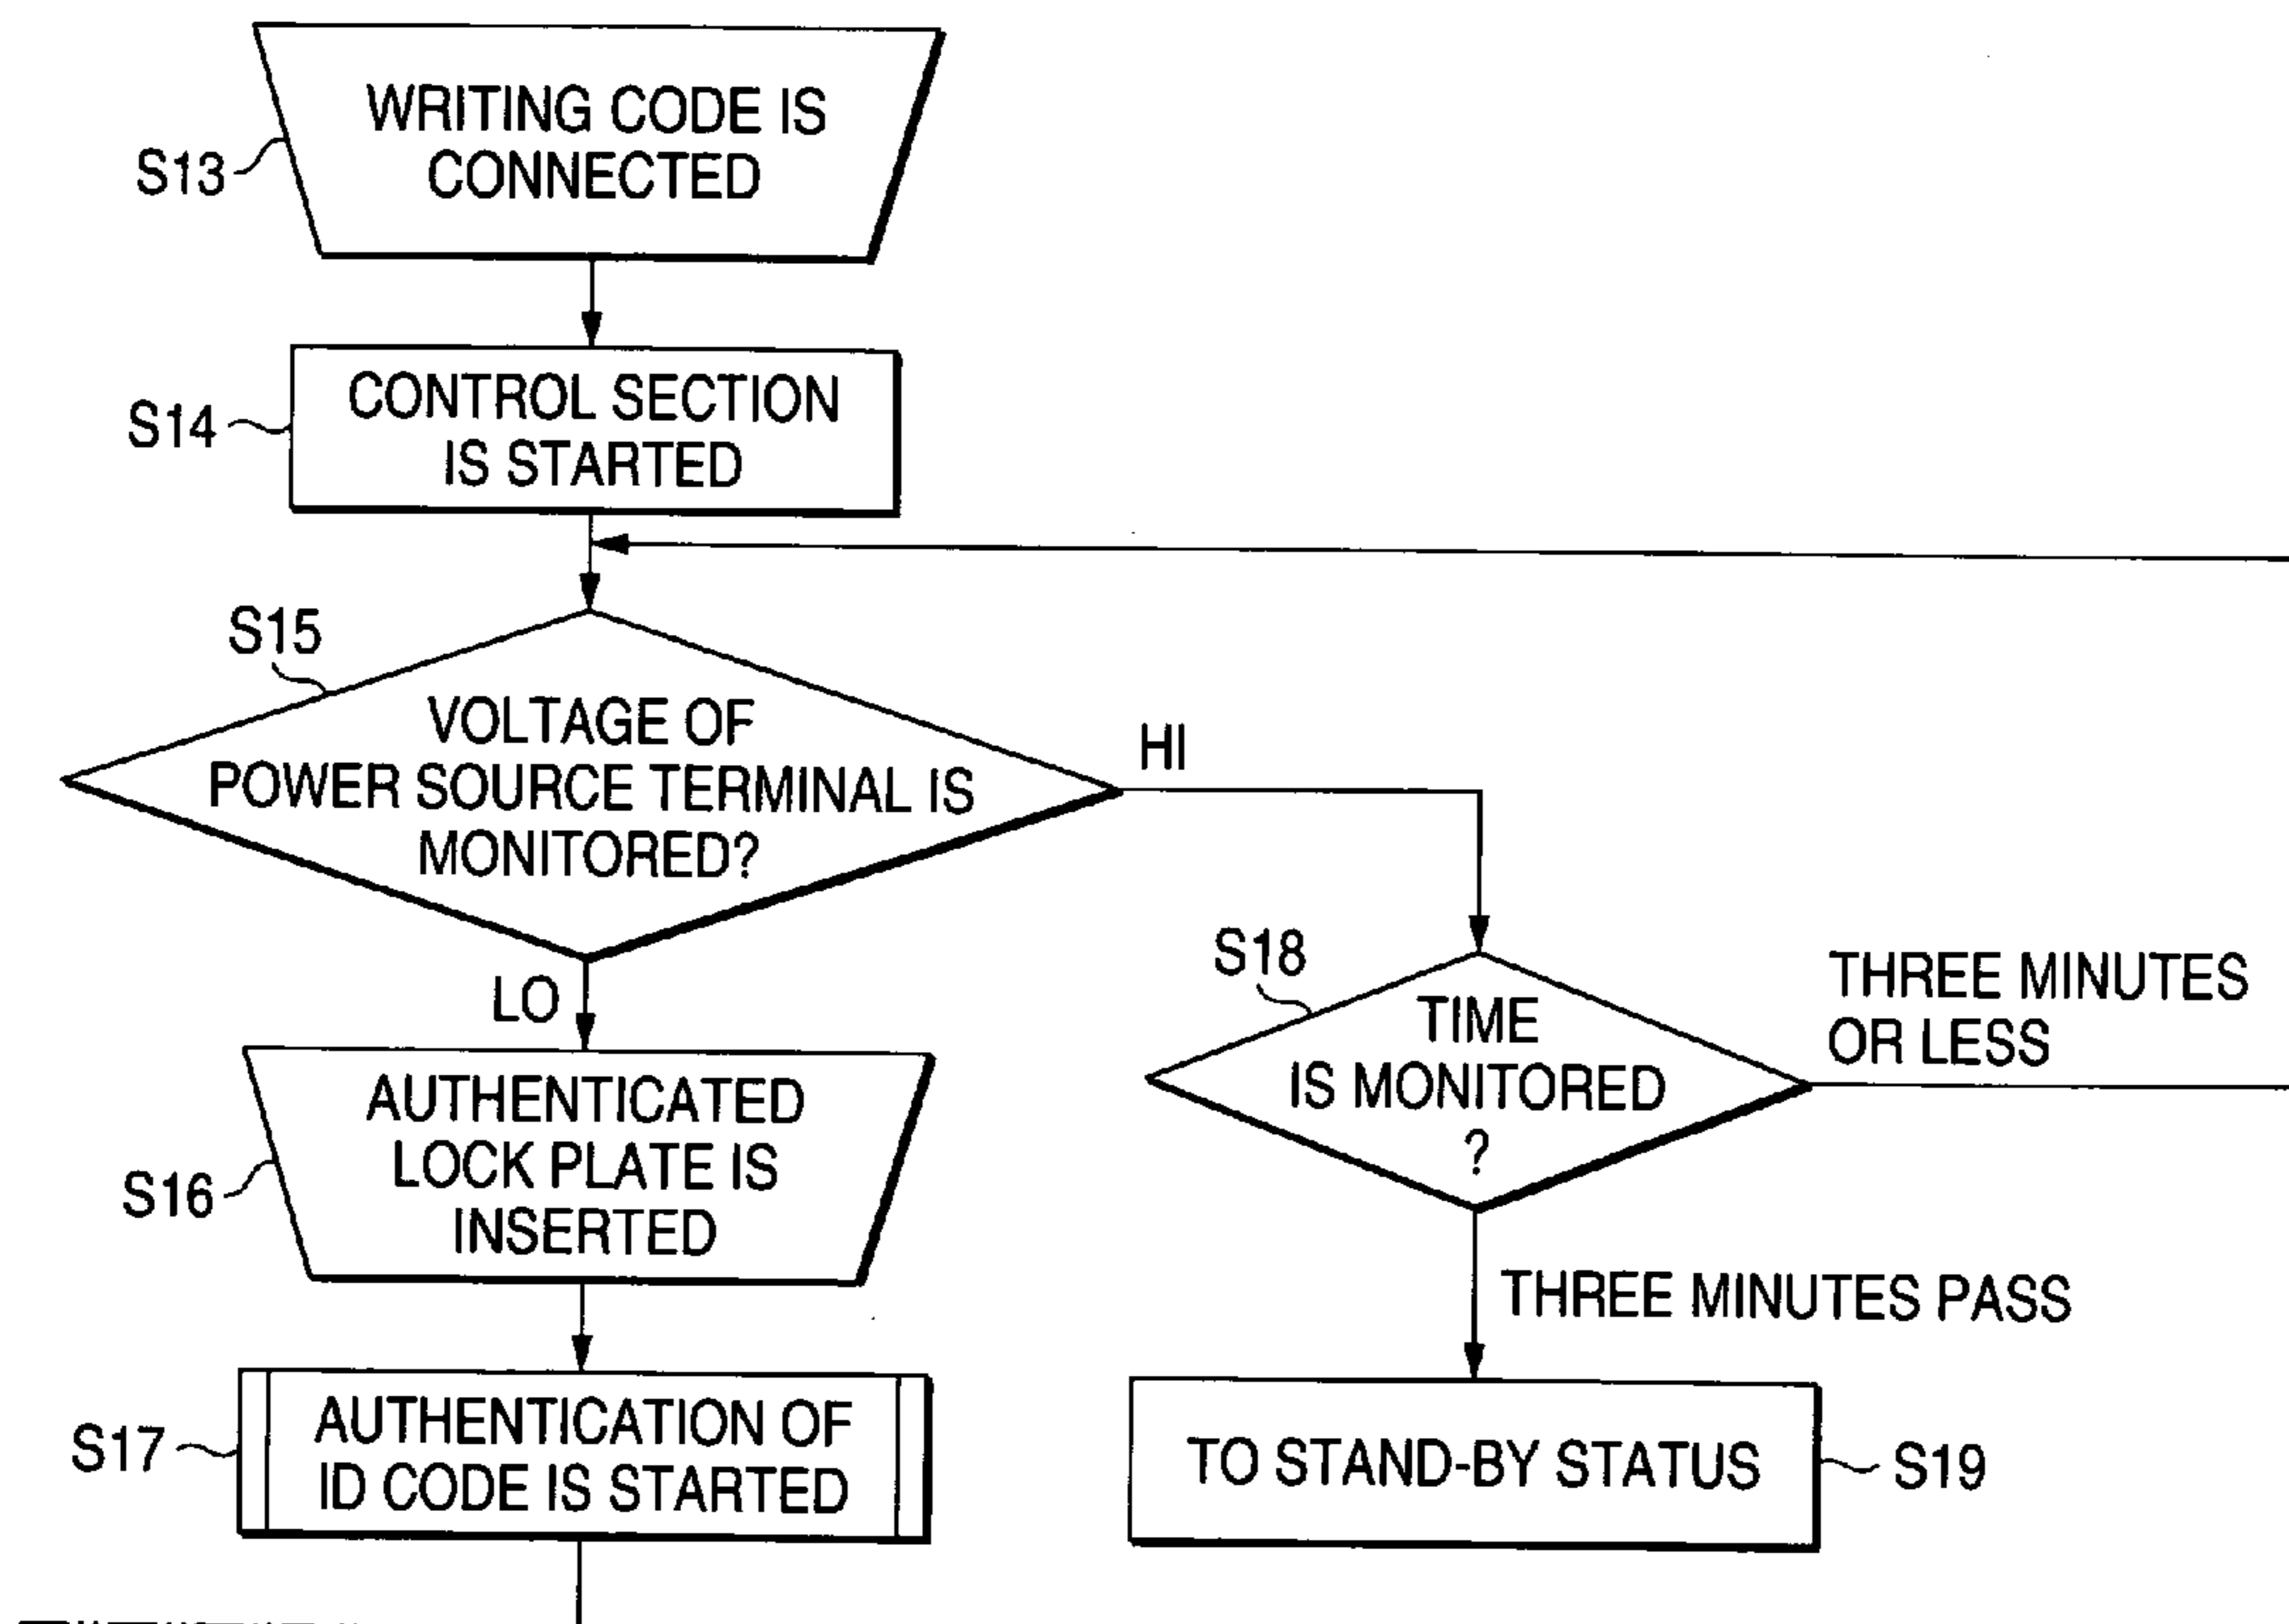 WRITING CODE IS
CONNECTED
S13
CONTROL SECTION
IS STARTED
S14
S15
VOLTAGE OF
POWER SOURCE TERMINAL IS
MONITORED?
HI
LO
S18
TIME
IS MONITORED
?
THREE MINUTES
OR LESS
AUTHENTICATED
LOCK PLATE IS
INSERTED
S16
THREE MINUTES PASS
AUTHENTICATION OF
ID CODE IS STARTED
S17
TO STAND-BY STATUS
S19